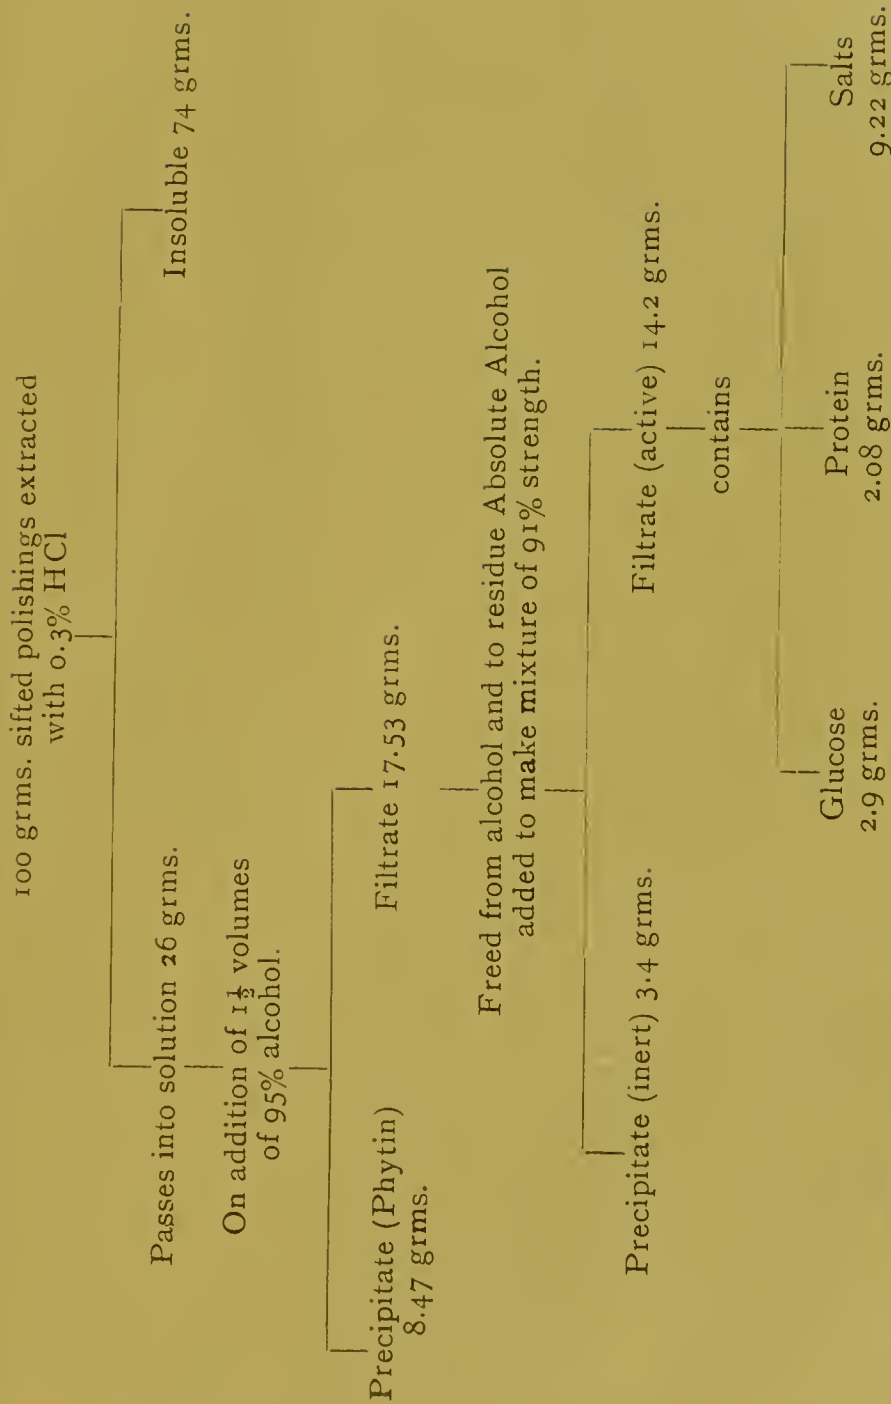 100 grms. sifted polishings extracted
with 0.3% HCl
Passes into solution 26 grms.
Insoluble 74 grms.
On addition of 1½ volumes
of 95% alcohol.
Precipitate (Phytin)
8.47 grms.
Filtrate 17.53 grms.
Freed from alcohol and to residue Absolute Alcohol
added to make mixture of 91% strength.
Precipitate (inert) 3.4 grms.
Filtrate (active) 14.2 grms.
contains
Glucose
2.9 grms.
Protein
2.08 grms.
Salts
9.22 grms.